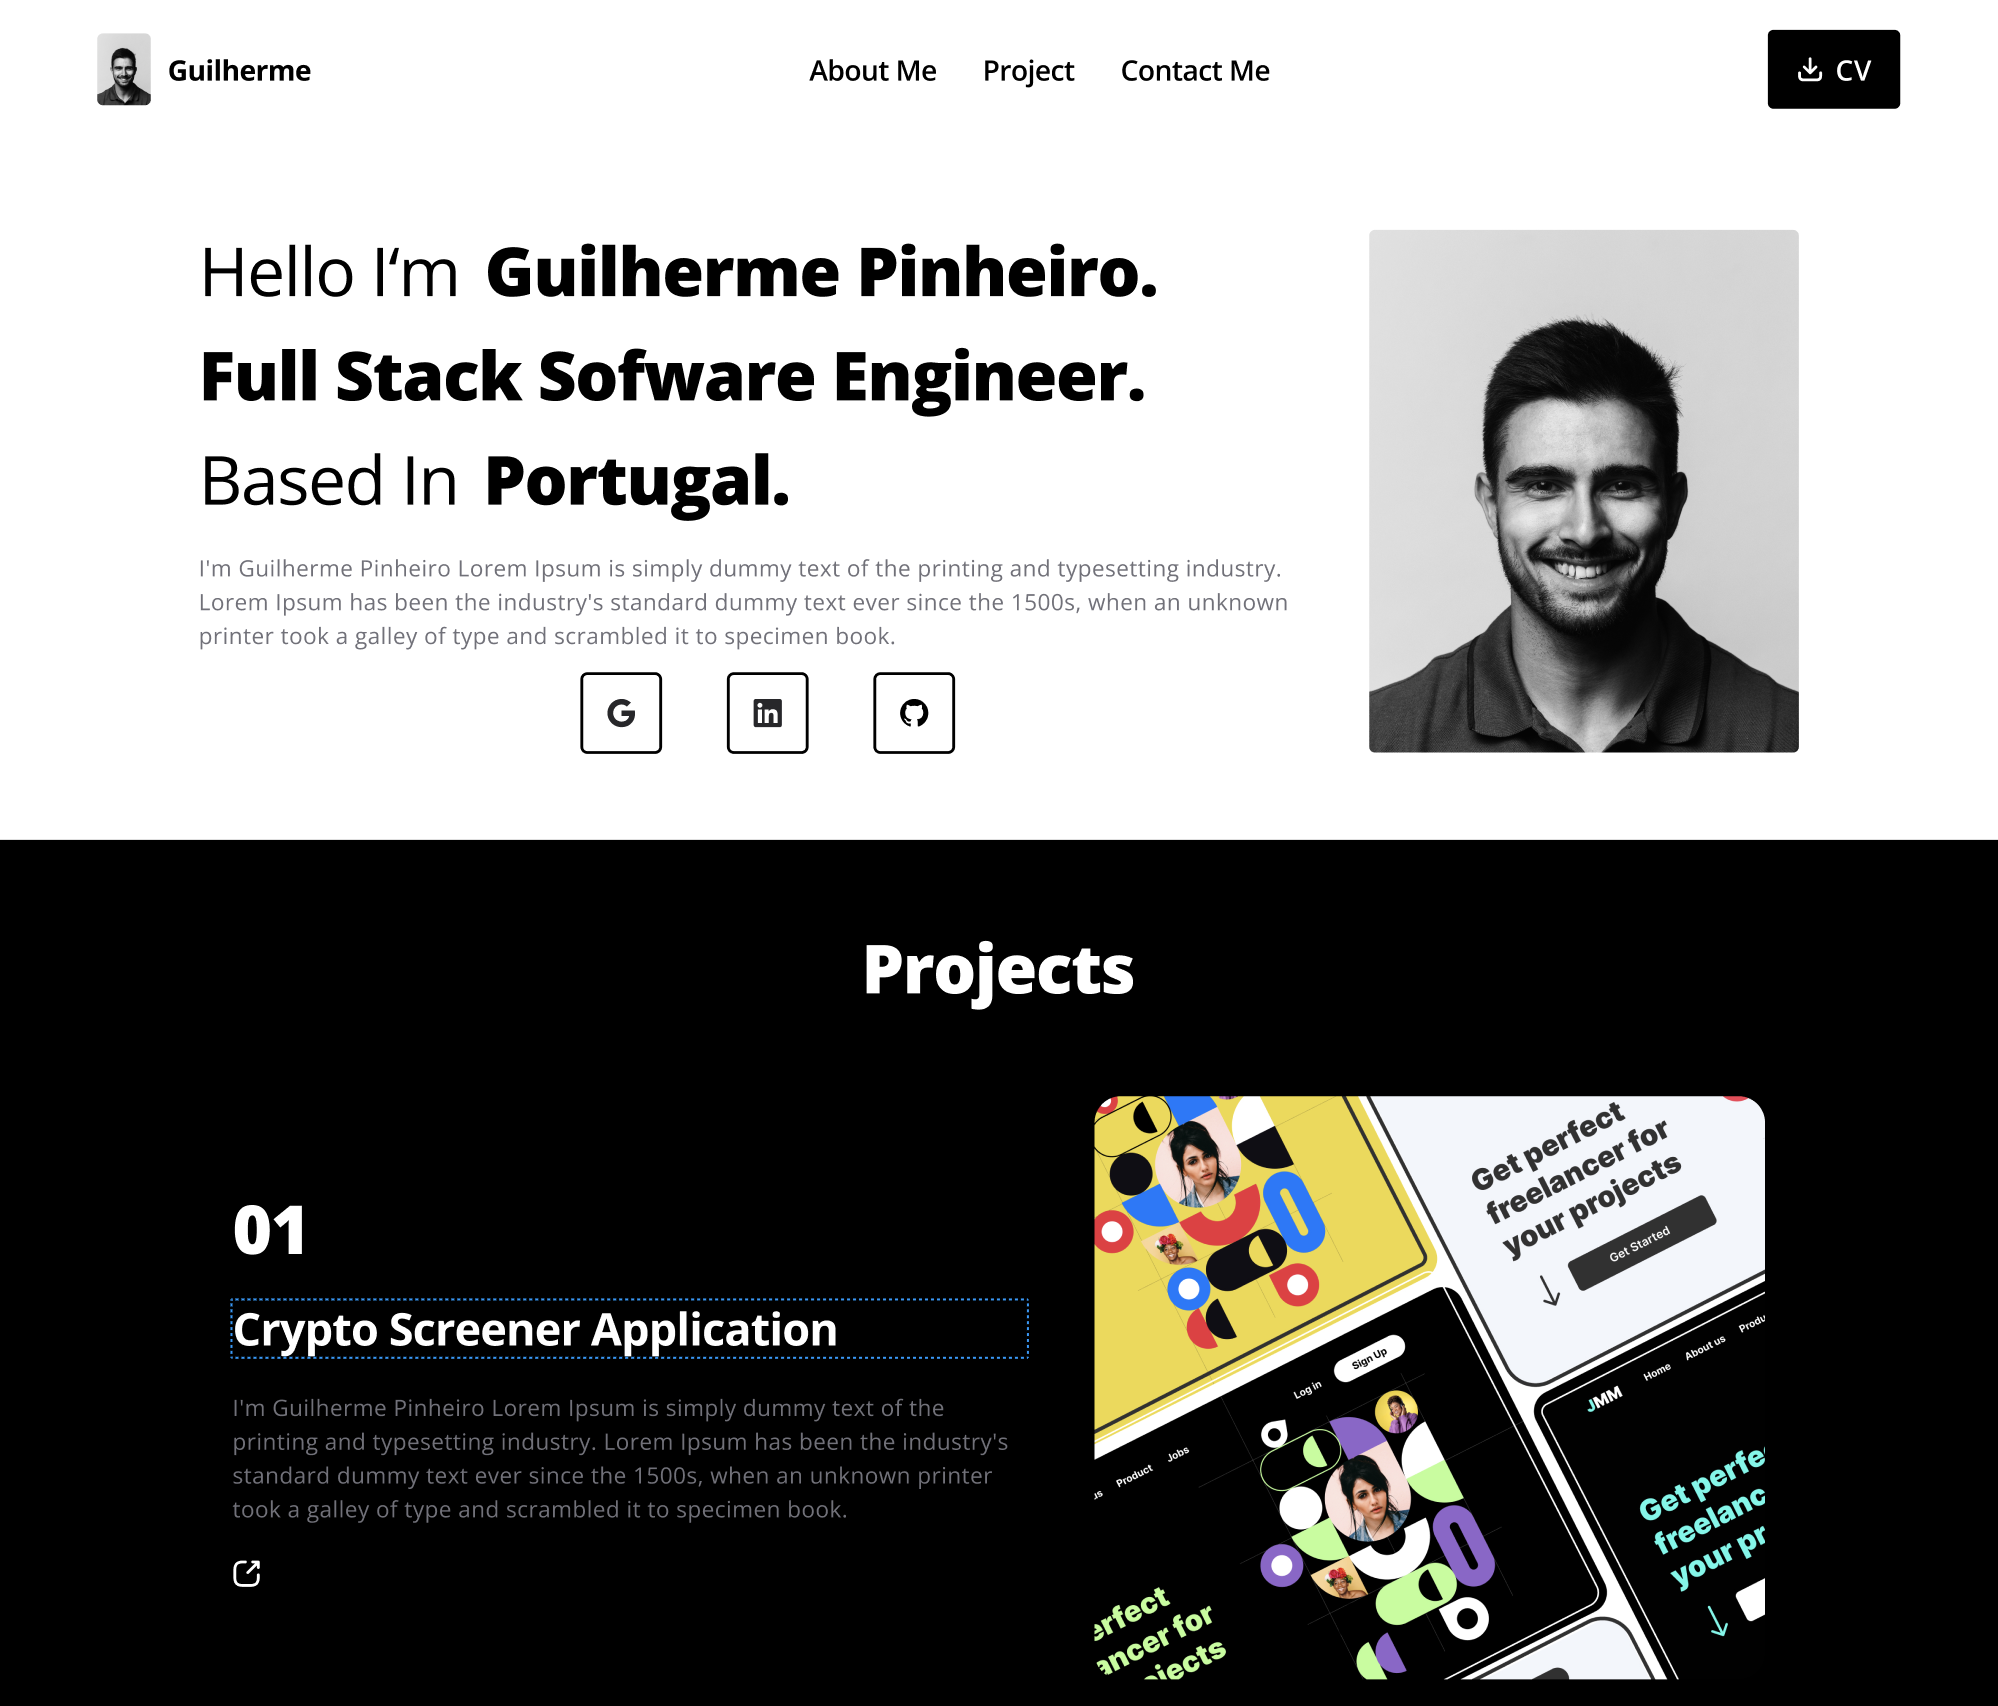 Guilherme
About Me
Project
Contact Me
CV
Hello I‘m Guilherme Pinheiro.
Full Stack Sofware Engineer.
Based In Portugal.
I'm Guilherme Pinheiro Lorem Ipsum is simply dummy text of the printing and typesetting industry.
Lorem Ipsum has been the industry's standard dummy text ever since the 1500s, when an unknown
printer took a galley of type and scrambled it to specimen book.
in
Projects
01
Crypto Screener Application
I'm Guilherme Pinheiro Lorem Ipsum is simply dummy text of the
printing and typesetting industry. Lorem Ipsum has been the industry's
standard dummy text ever since the 1500s, when an unknown printer
took a galley of type and scrambled it to specimen book.
Get perfect
freelancer for
your projects
Get Started
Log in
Sign Up
us
Product
Jobs
JMM
Home
About us
Produ
Get perfe
freelanc
your pr
erfect
ancer for
ojects